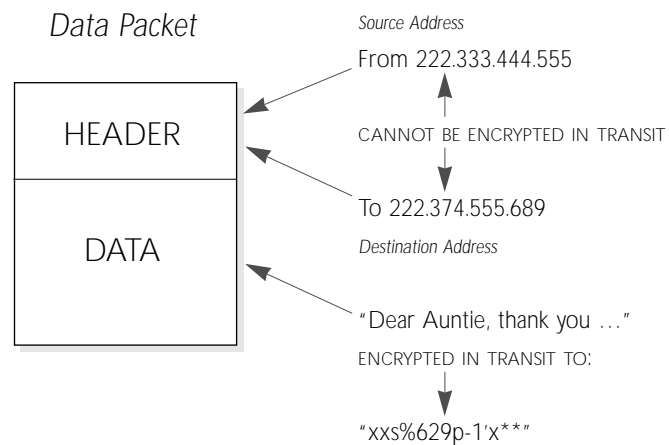 Data Packet
HEADER
DATA
Source Address
From 222.333.444.555
CANNOT BE ENCRYPTED IN TRANSIT
To 222.374.555.689
Destination Address
“Dear Auntie, thank you …”
ENCRYPTED IN TRANSIT TO:
“xxs%629p-1’x**”